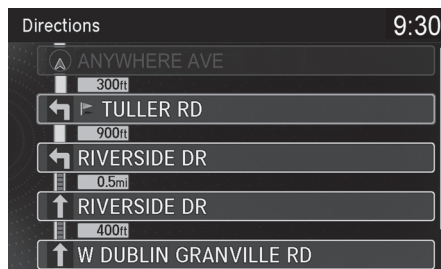 Directions 9:30
ANYWHERE AVE
300ft
TULLER RD
900ft
RIVERSIDE DR
0.5mi
RIVERSIDE DR
400ft
W DUBLIN GRANVILLE RD